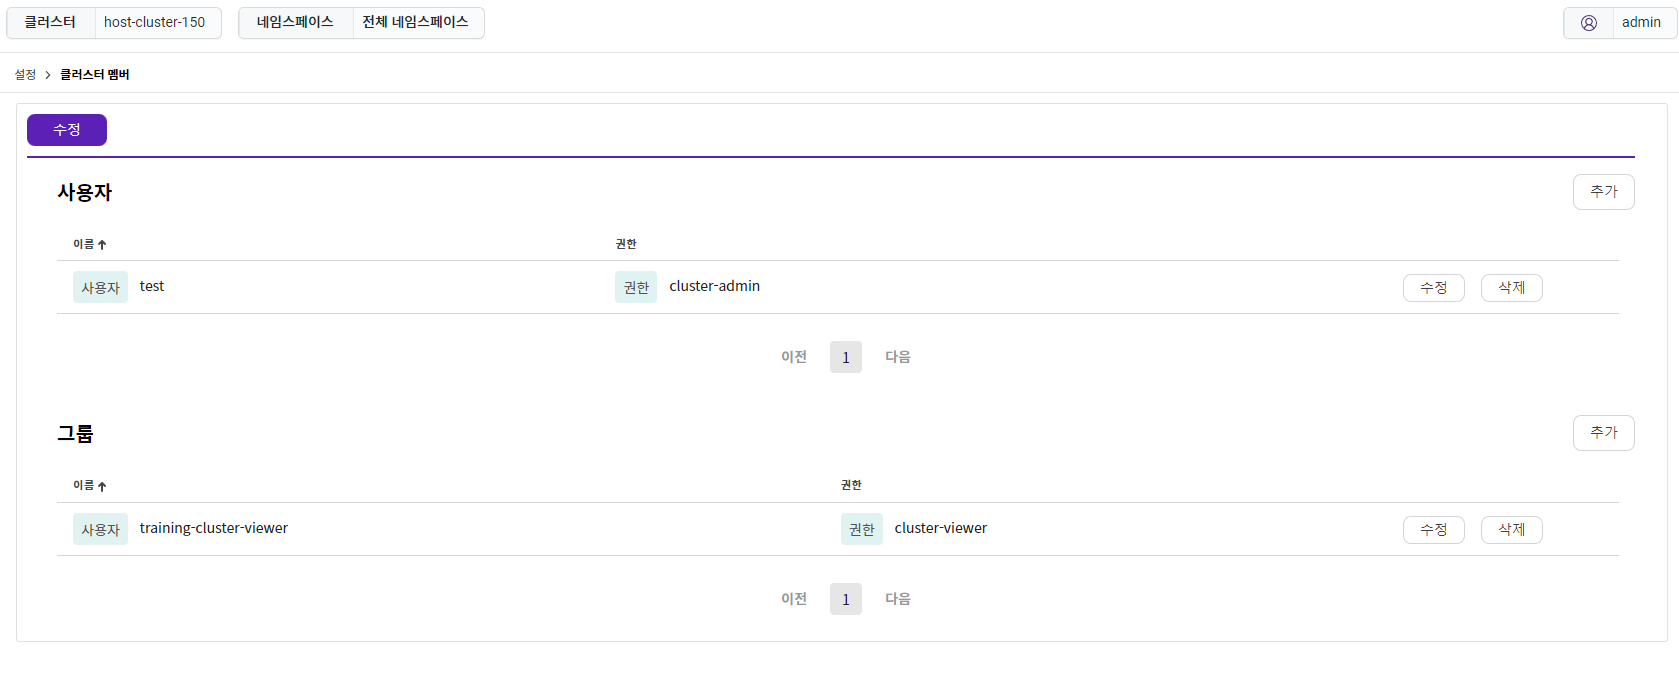 클러스터 host-cluster-150 네임스페이스 전체 네임스페이스 admin
설정 > 클러스터 멤버
수정
사용자 추가
이름 권한
사용자 test 권한 cluster-admin 수정 삭제
이전 1 다음
그룹 추가
이름 권한
사용자 training-cluster-viewer 권한 cluster-viewer 수정 삭제
이전 1 다음